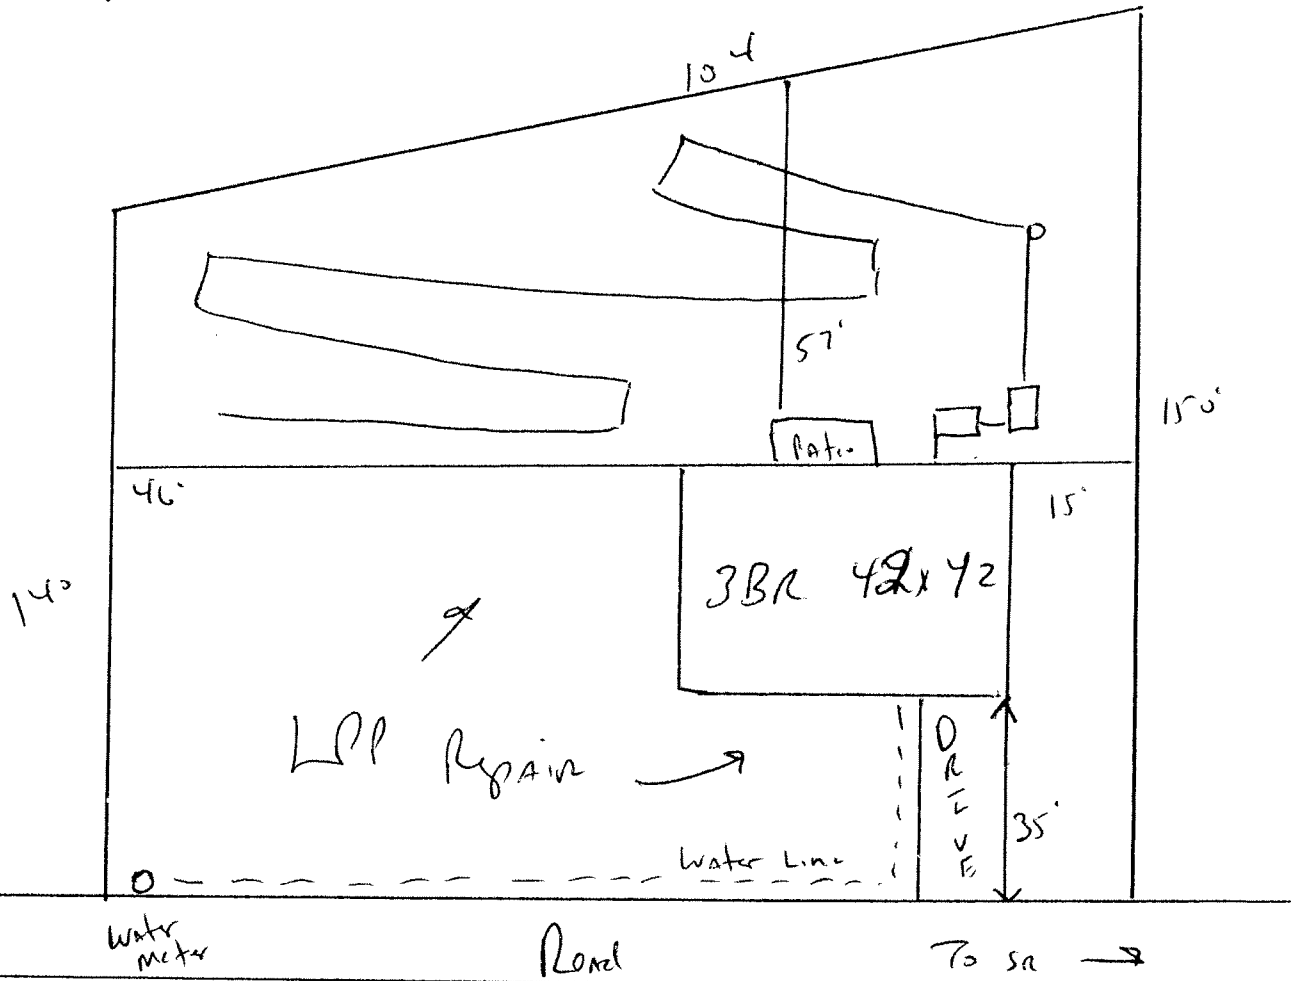 104
57'
150'
Patio
46'
15'
3BR 42x42
140
LPP Repair
DRIVE
35'
Water Line
Water
Meter
Road
To SR